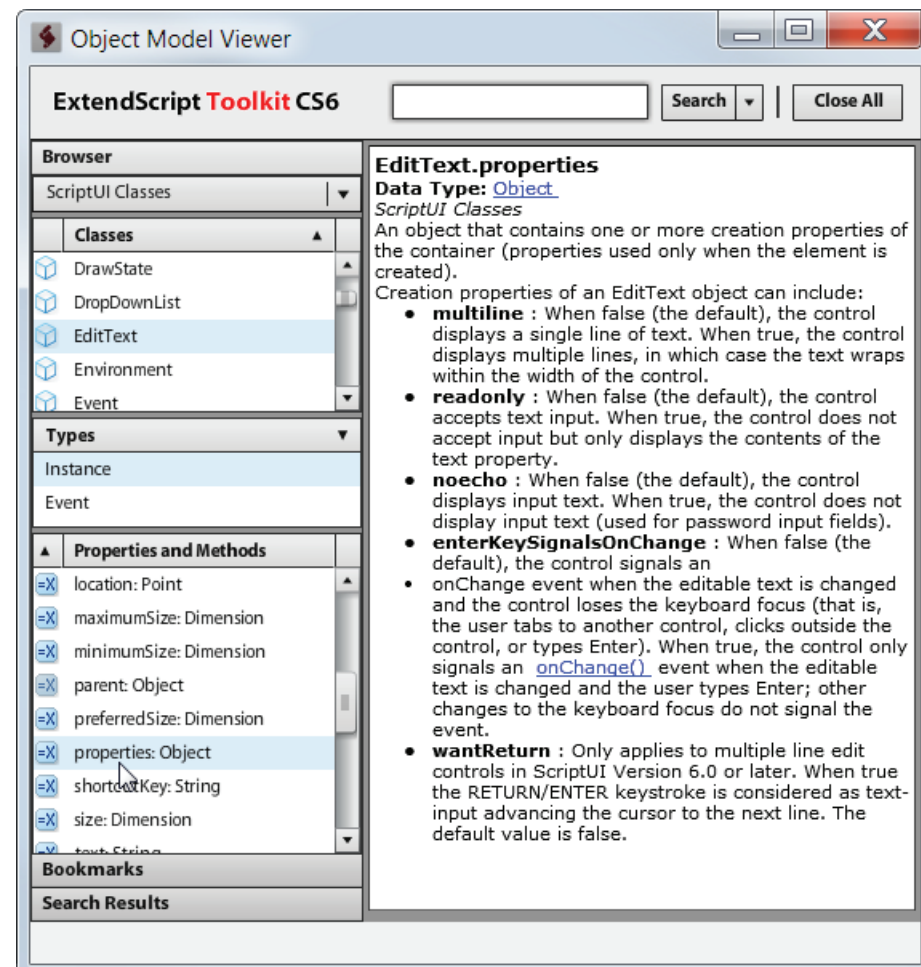 Object Model Viewer
ExtendScript Toolkit CS6
Search
Close All
Browser
ScriptUI Classes
Classes
DrawState
DropDownList
EditText
Environment
Event
Types
Instance
Event
Properties and Methods
location: Point
maximumSize: Dimension
minimumSize: Dimension
parent: Object
preferredSize: Dimension
properties: Object
shortcutKey: String
size: Dimension
text: String
Bookmarks
Search Results
EditText.properties
Data Type: Object
ScriptUI Classes
An object that contains one or more creation properties of
the container (properties used only when the element is
created).
Creation properties of an EditText object can include:
• multiline : When false (the default), the control
displays a single line of text. When true, the control
displays multiple lines, in which case the text wraps
within the width of the control.
• readonly : When false (the default), the control
accepts text input. When true, the control does not
accept input but only displays the contents of the
text property.
• noecho : When false (the default), the control
displays input text. When true, the control does not
display input text (used for password input fields).
• enterKeySignalsOnChange : When false (the
default), the control signals an
• onChange event when the editable text is changed
and the control loses the keyboard focus (that is,
the user tabs to another control, clicks outside the
control, or types Enter). When true, the control only
signals an onChange() event when the editable
text is changed and the user types Enter; other
changes to the keyboard focus do not signal the
event.
• wantReturn : Only applies to multiple line edit
controls in ScriptUI Version 6.0 or later. When true
the RETURN/ENTER keystroke is considered as text-
input advancing the cursor to the next line. The
default value is false.